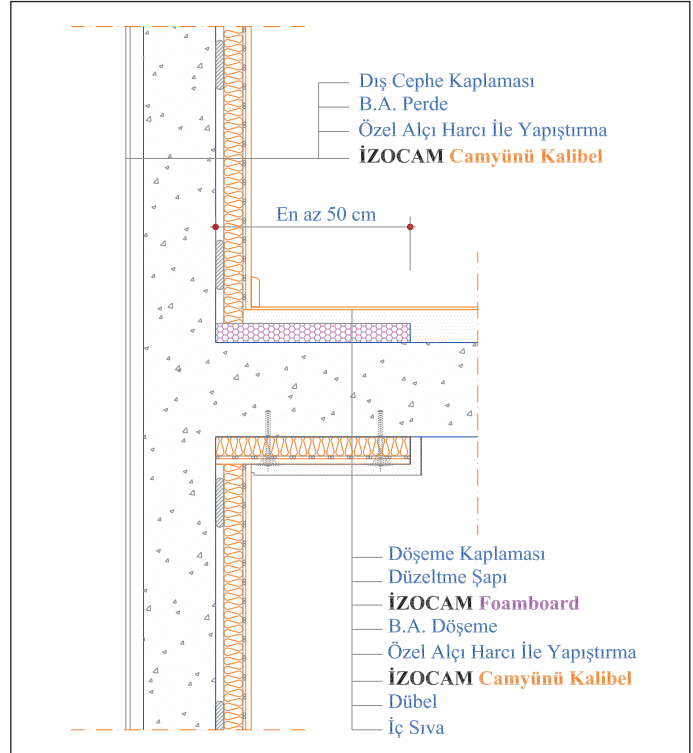 Dış Cephe Kaplaması
B.A. Perde
Özel Alçı Harcı İle Yapıştırma
İZOCAM Camyünü Kalibel
En az 50 cm
Döşeme Kaplaması
Düzeltme Şapı
İZOCAM Foamboard
B.A. Döşeme
Özel Alçı Harcı İle Yapıştırma
İZOCAM Camyünü Kalibel
Dübel
İç Sıva